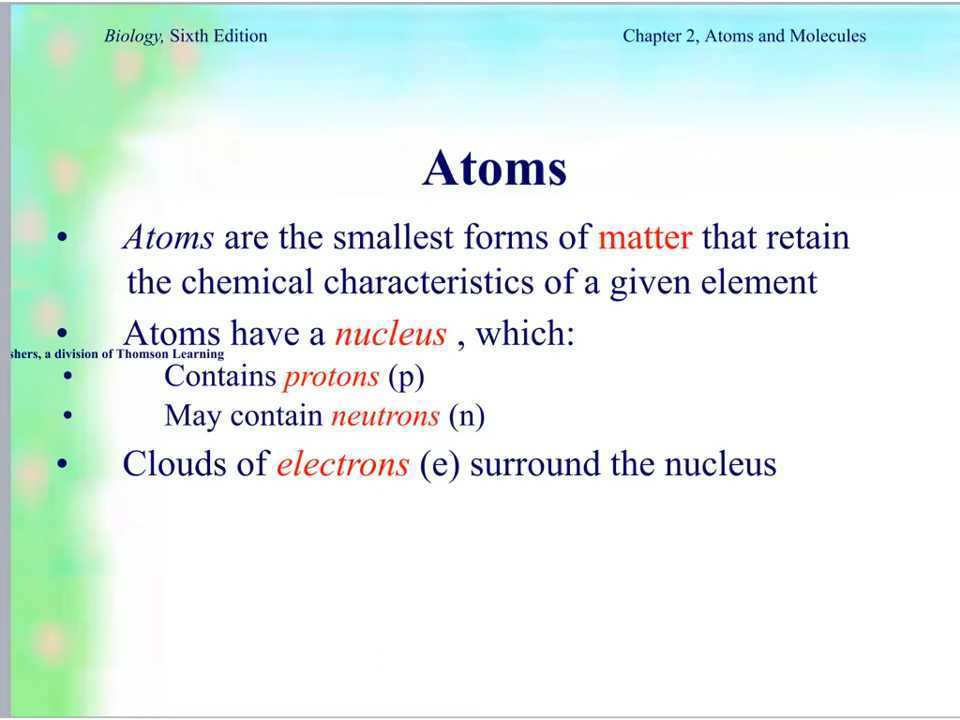 Biology, Sixth Edition
Chapter 2, Atoms and Molecules
Atoms
• Atoms are the smallest forms of matter that retain
the chemical characteristics of a given element
• Atoms have a nucleus , which:
shers, a division of Thomson Learning
• Contains protons (p)
• May contain neutrons (n)
• Clouds of electrons (e) surround the nucleus